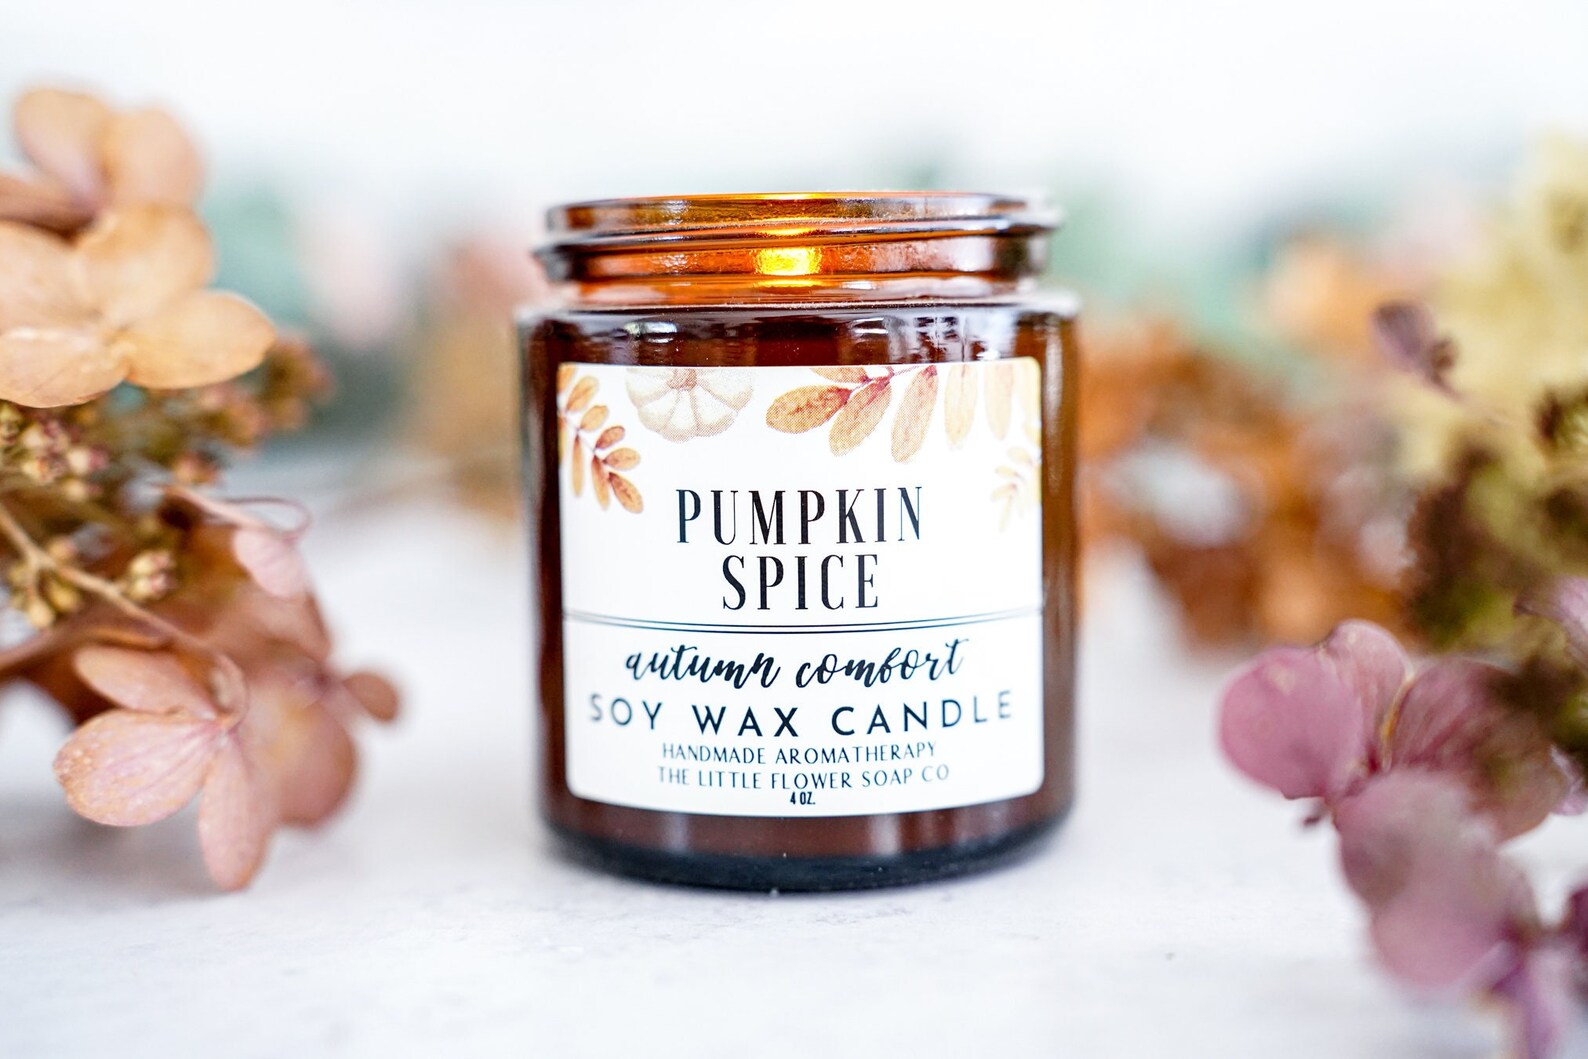 PUMPKIN
SPICE
autumn comfort
SOY WAX CANDLE
HANDMADE AROMATHERAPY
THE LITTLE FLOWER SOAP CO
4 OZ.